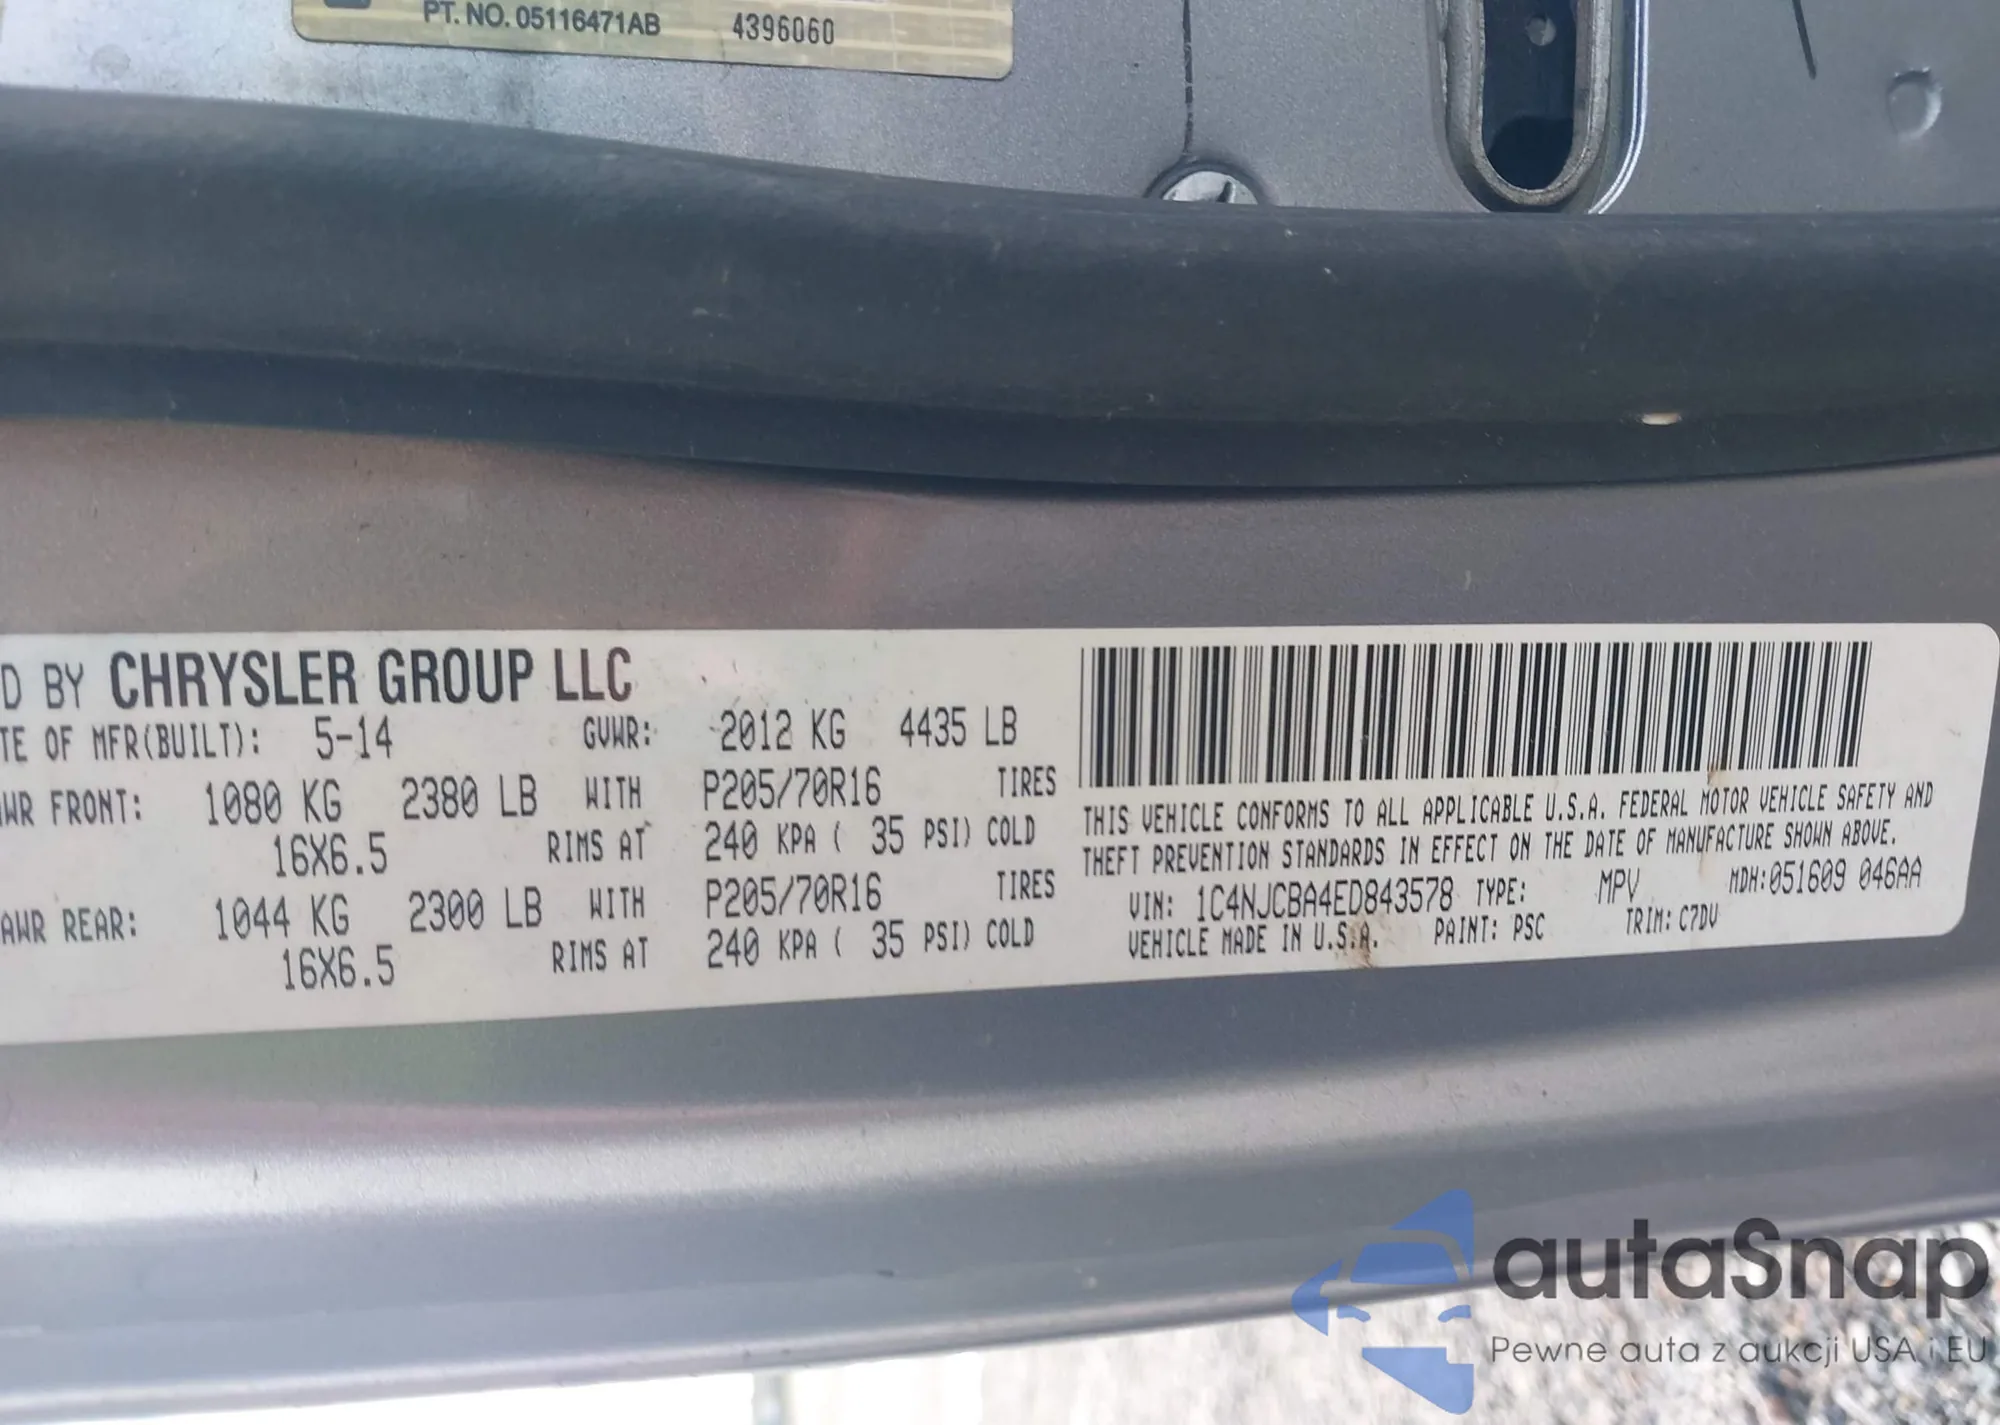 PT. NO. 05116471AB 4396060
D BY CHRYSLER GROUP LLC
TE OF MFR(BUILT): 5-14 GVWR: 2012 KG 4435 LB
AWR FRONT: 1080 KG 2380 LB WITH P205/70R16 TIRES
16X6.5 RIMS AT 240 KPA ( 35 PSI) COLD
AWR REAR: 1044 KG 2300 LB WITH P205/70R16 TIRES
16X6.5 RIMS AT 240 KPA ( 35 PSI) COLD
THIS VEHICLE CONFORMS TO ALL APPLICABLE U.S.A. FEDERAL MOTOR VEHICLE SAFETY AND
THEFT PREVENTION STANDARDS IN EFFECT ON THE DATE OF MANUFACTURE SHOWN ABOVE.
VIN: 1C4NJCBA4ED843578 TYPE: MPV MDH:051609 046AA
VEHICLE MADE IN U.S.A. PAINT: PSC TRIM: C7DV
autaSnap
Pewne auta z aukcji USA i EU